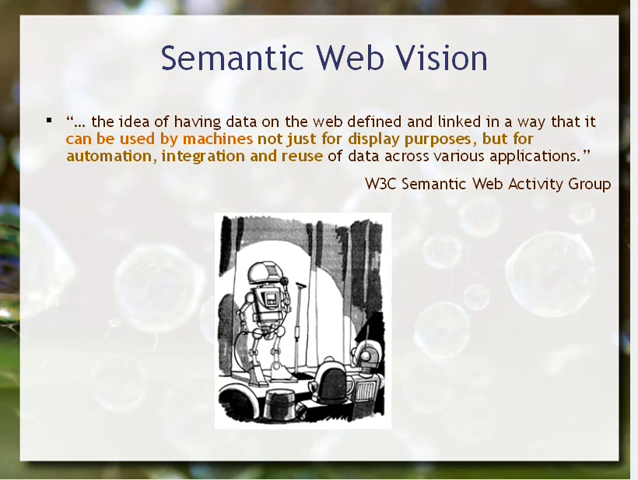 Semantic Web Vision
“… the idea of having data on the web defined and linked in a way that it
can be used by machines not just for display purposes, but for
automation, integration and reuse of data across various applications.”
W3C Semantic Web Activity Group